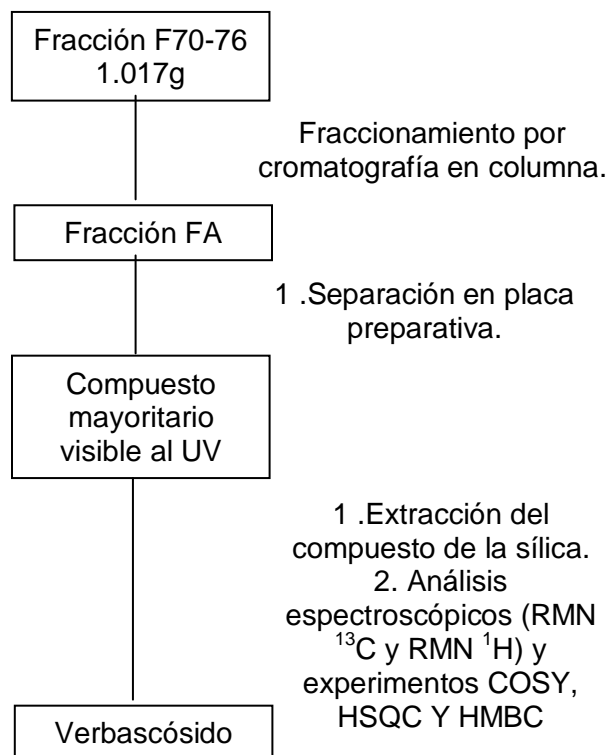 Fracción F70-76
1.017g
Fraccionamiento por
cromatografía en columna.
Fracción FA
1 .Separación en placa
preparativa.
Compuesto
mayoritario
visible al UV
1 .Extracción del
compuesto de la sílica.
2. Análisis
espectroscópicos (RMN
¹³C y RMN ¹H) y
experimentos COSY,
HSQC Y HMBC
Verbascósido